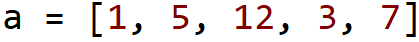 a = [1, 5, 12, 3, 7]